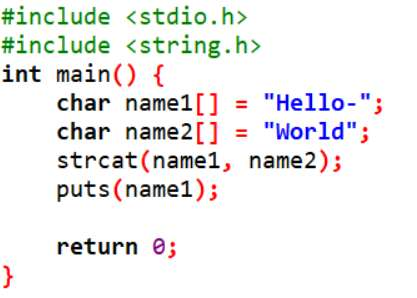 #include <stdio.h>
#include <string.h>
int main() {
    char name1[] = "Hello-";
    char name2[] = "World";
    strcat(name1, name2);
    puts(name1);

    return 0;
}